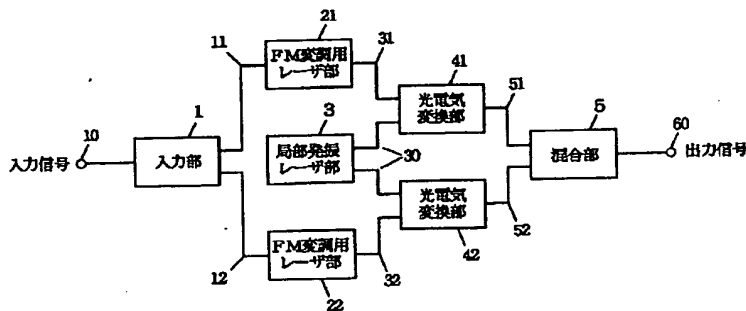 21
11
FM変調用
レーザ部
31
41
光電気
変換部
51
1
3
5
60
10
入力信号
入力部
局部発振
レーザ部
30
混合部
出力信号
光電気
変換部
42
52
12
FM変調用
レーザ部
22
32